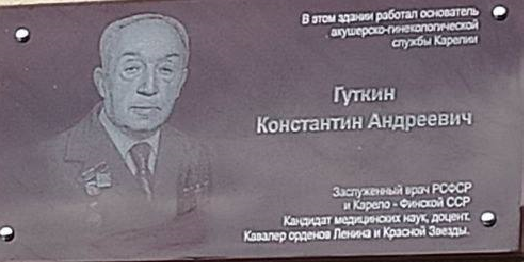 В этом здании работал основатель
акушерско-гинекологической
службы Карелии
Гуткин
Константин Андреевич
Заслуженный врач РСФСР
и Карело - Финской ССР
Кандидат медицинских наук, доцент.
Кавалер орденов Ленина и Красной Звезды.